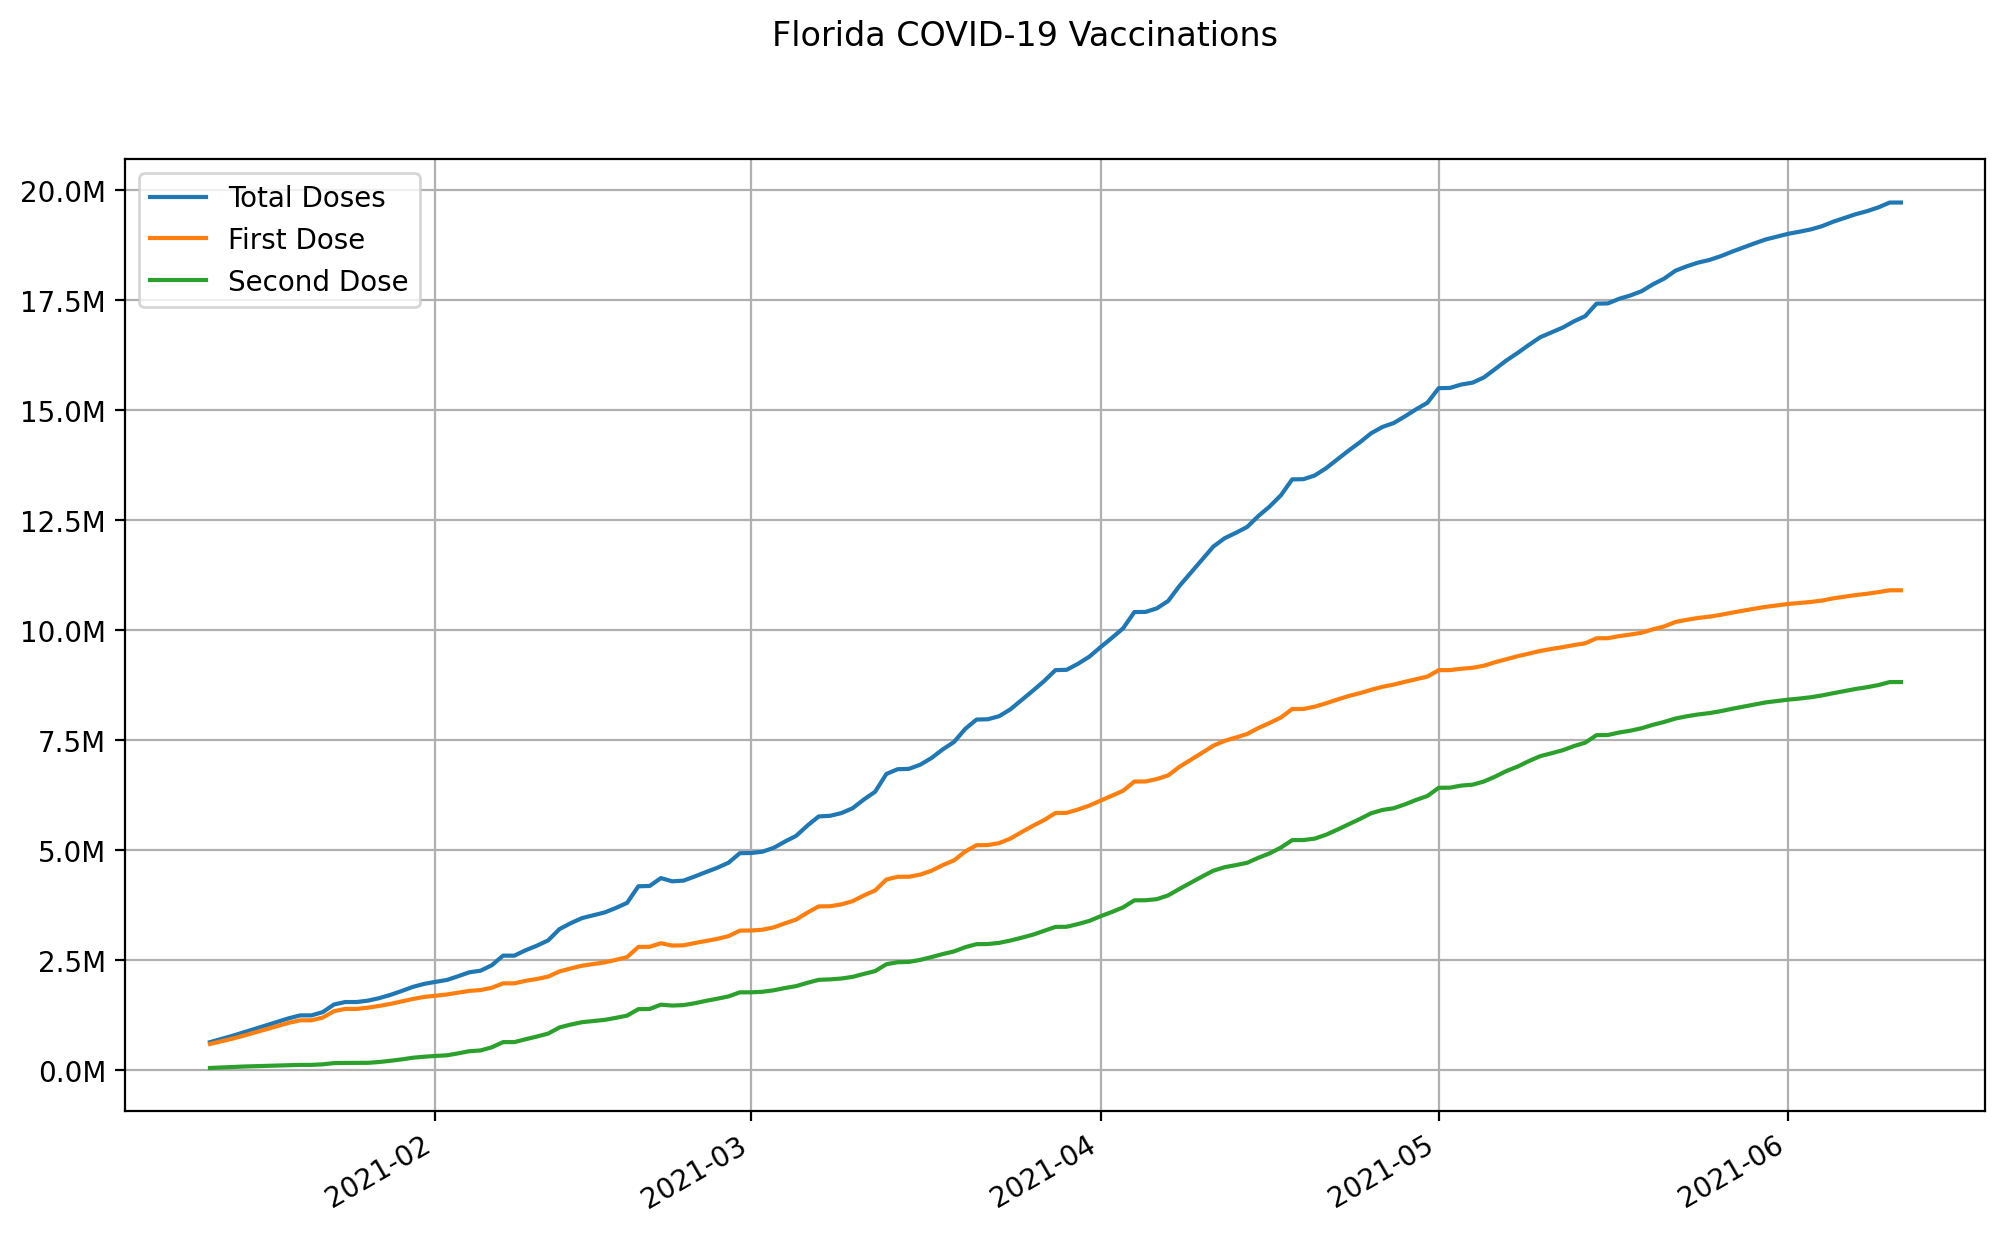 Florida COVID-19 Vaccinations
Total Doses
First Dose
Second Dose
20.0M
17.5M
15.0M
12.5M
10.0M
7.5M
5.0M
2.5M
0.0M
2021-02
2021-03
2021-04
2021-05
2021-06